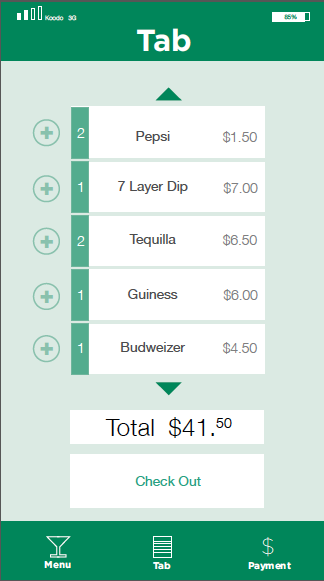 Koodo 3G 85%
Tab
2 Pepsi $1.50
1 7 Layer Dip $7.00
2 Tequilla $6.50
1 Guiness $6.00
1 Budweizer $4.50
Total $41.50
Check Out
Menu Tab $ Payment